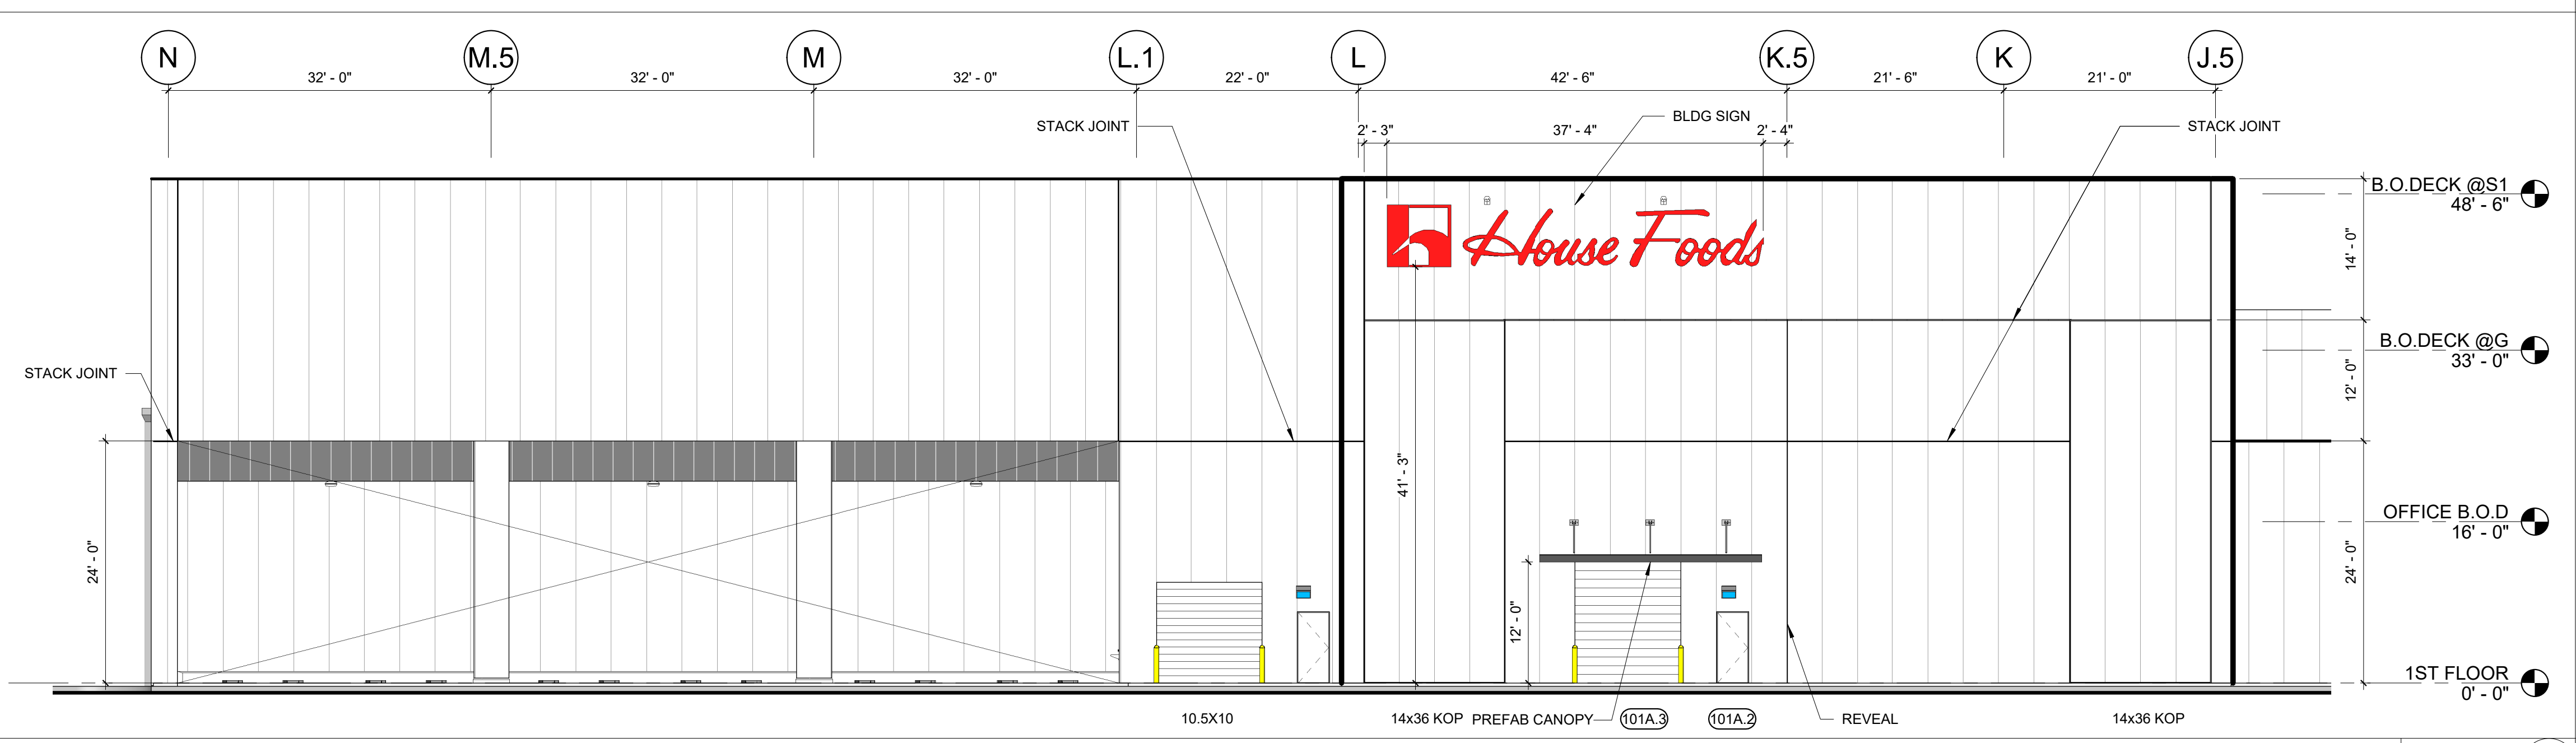 N
M.5
M
L.1
L
K.5
K
J.5
32' - 0"
32' - 0"
32' - 0"
22' - 0"
42' - 6"
21' - 6"
21' - 0"
STACK JOINT
2' - 3"
37' - 4"
BLDG SIGN
2' - 4"
STACK JOINT
House Foods
B.O.DECK @S1
48' - 6"
14' - 0"
B.O.DECK @G
33' - 0"
12' - 0"
STACK JOINT
41' - 3"
OFFICE B.O.D
16' - 0"
24' - 0"
24' - 0"
12' - 0"
1ST FLOOR
0' - 0"
10.5X10
14x36 KOP
PREFAB CANOPY
101A.3
101A.2
REVEAL
14x36 KOP